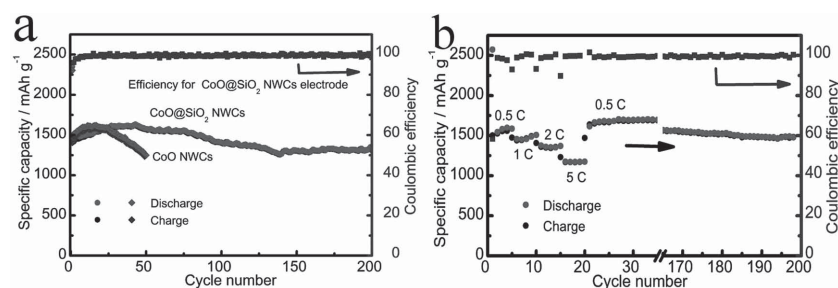 a
Specific capacity / mAh g⁻¹
2500
2000
1500
1000
500
0
0
50
100
150
200
Cycle number
100
80
60
40
20
0
Coulombic efficiency
Efficiency for CoO@SiO₂ NWCs electrode
CoO@SiO₂ NWCs
CoO NWCs
Discharge
Charge
b
Specific capacity / mAh g⁻¹
2500
2000
1500
1000
500
0
0
10
20
30
170
180
190
200
Cycle number
100
80
60
40
20
0
Coulombic efficiency
0.5 C
1 C
2 C
5 C
0.5 C
Discharge
Charge